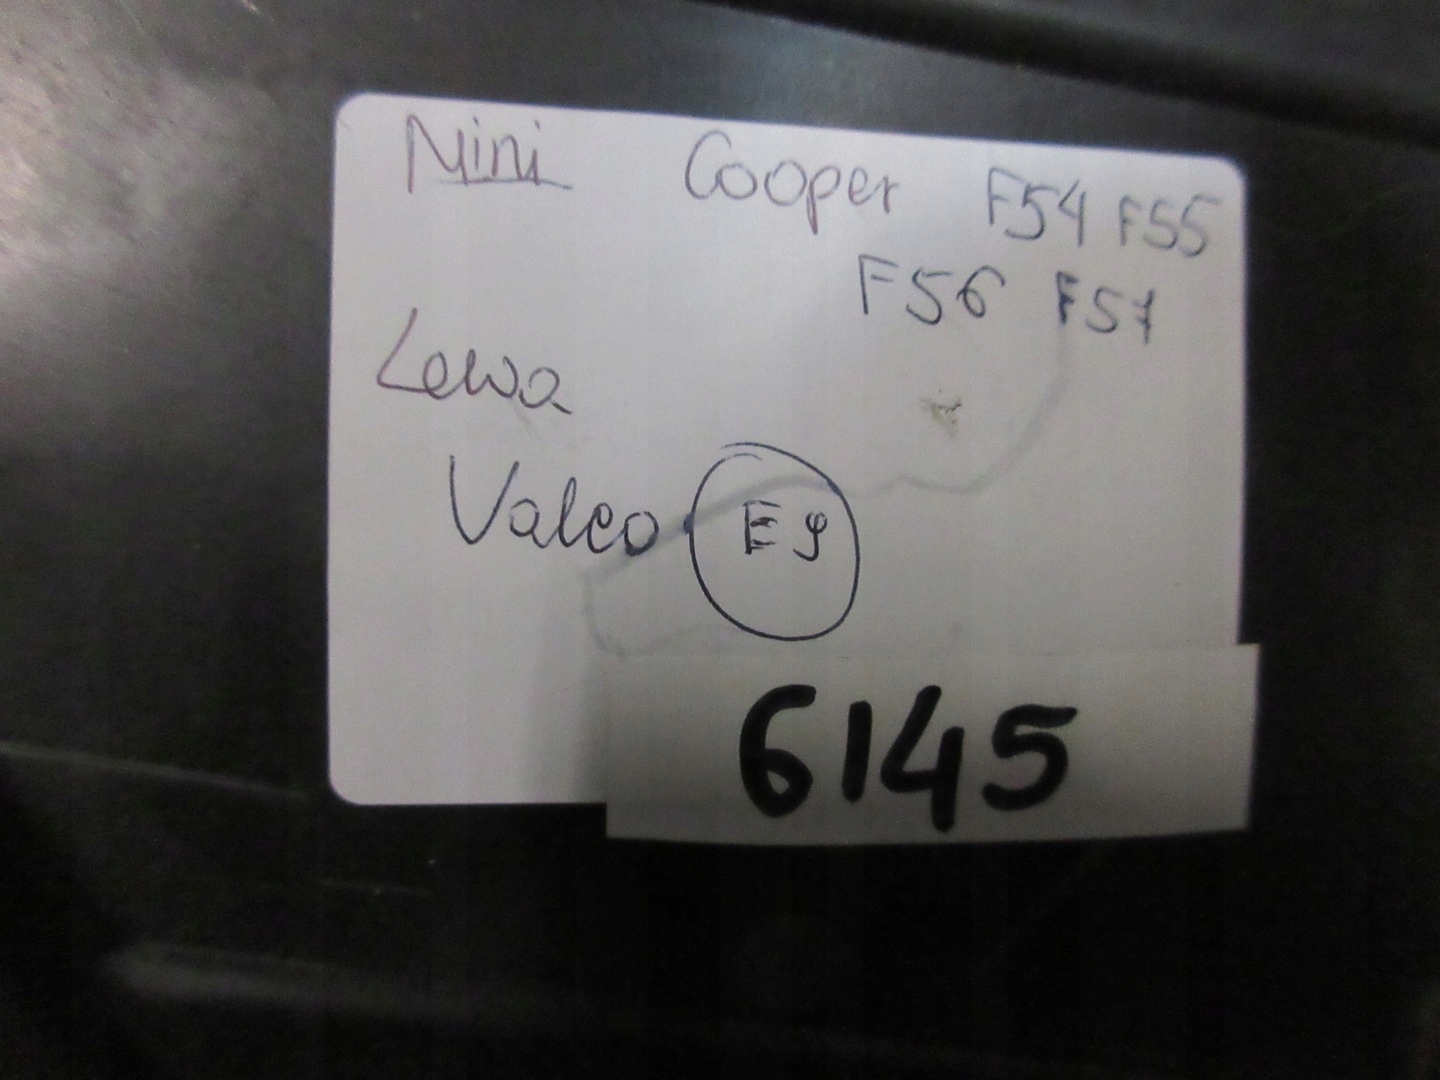 Mini Cooper F54 F55
F56 F57
Lewa
Valeo E9
6145